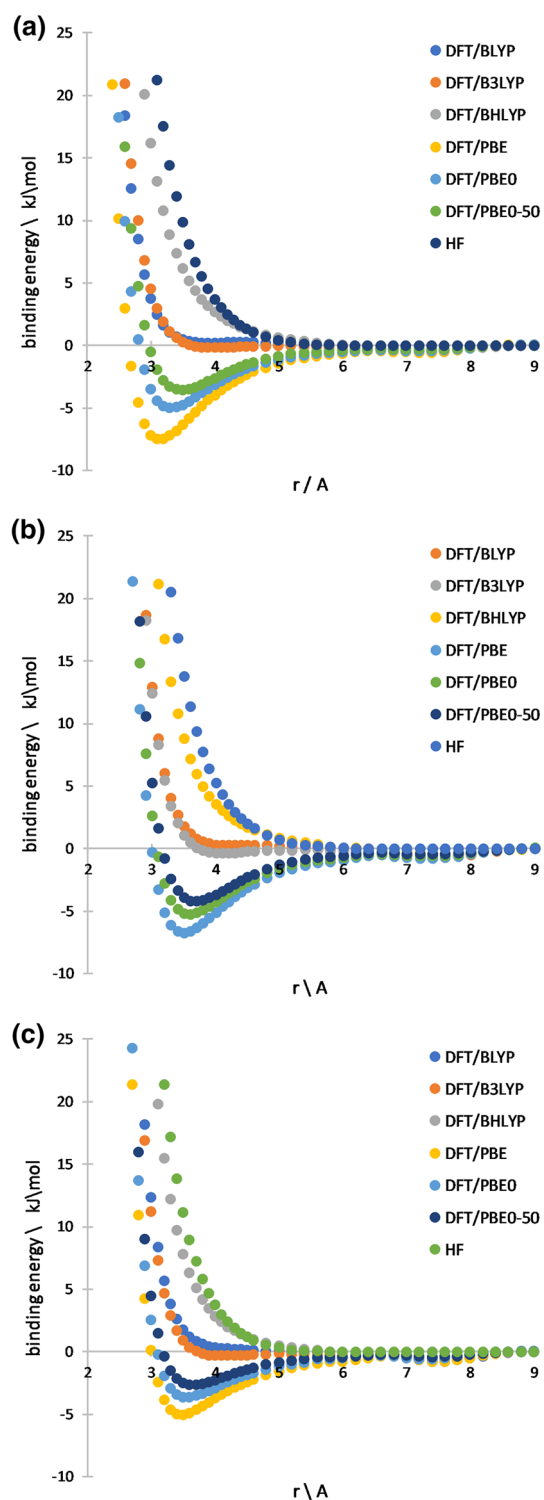 (a)
25
20
15
10
5
0
-5
-10
2 3 4 5 6 7 8 9
binding energy \ kJ\mol
r / A
DFT/BLYP
DFT/B3LYP
DFT/BHLYP
DFT/PBE
DFT/PBE0
DFT/PBE0-50
HF
(b)
25
20
15
10
5
0
-5
-10
2 3 4 5 6 7 8 9
binding energy \ kJ\mol
r \ A
DFT/BLYP
DFT/B3LYP
DFT/BHLYP
DFT/PBE
DFT/PBE0
DFT/PBE0-50
HF
(c)
25
20
15
10
5
0
-5
-10
2 3 4 5 6 7 8 9
binding energy \ kJ\mol
r \ A
DFT/BLYP
DFT/B3LYP
DFT/BHLYP
DFT/PBE
DFT/PBE0
DFT/PBE0-50
HF